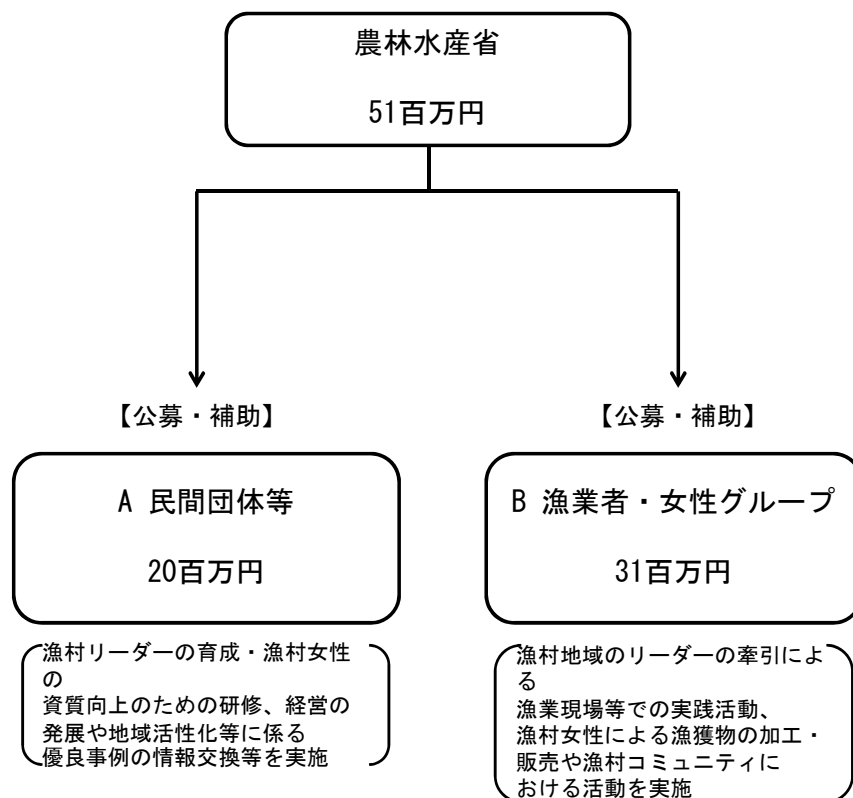 農林水産省
51百万円
【公募・補助】
【公募・補助】
A 民間団体等
20百万円
B 漁業者・女性グループ
31百万円
漁村リーダーの育成・漁村女性
の
資質向上のための研修、経営の
発展や地域活性化等に係る
優良事例の情報交換等を実施
漁村地域のリーダーの牽引によ
る
漁業現場等での実践活動、
漁村女性による漁獲物の加工・
販売や漁村コミュニティに
おける活動を実施